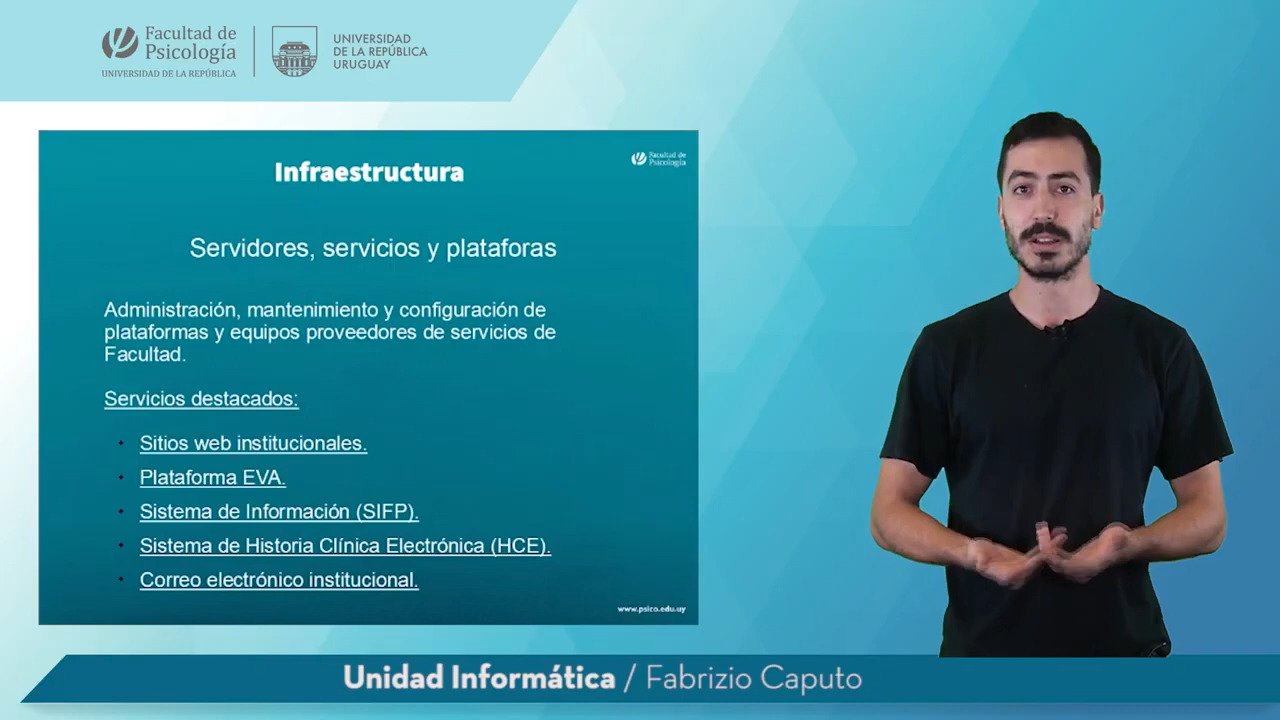 Facultad de
Psicología
UNIVERSIDAD DE LA REPÚBLICA
UNIVERSIDAD
DE LA REPÚBLICA
URUGUAY
Infraestructura
Facultad de
Psicología
Servidores, servicios y plataforas
Administración, mantenimiento y configuración de
plataformas y equipos proveedores de servicios de
Facultad.
Servicios destacados:
Sitios web institucionales.
Plataforma EVA.
Sistema de Información (SIFP).
Sistema de Historia Clínica Electrónica (HCE).
Correo electrónico institucional.
www.psico.edu.uy
Unidad Informática / Fabrizio Caputo